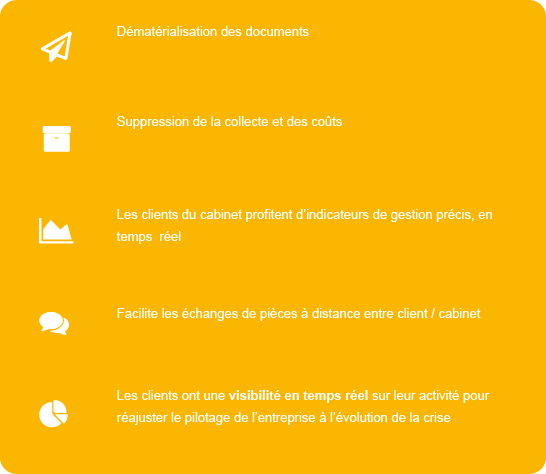 Dématérialisation des documents
Suppression de la collecte et des coûts
Les clients du cabinet profitent d'indicateurs de gestion précis, en
temps  réel
Facilite les échanges de pièces à distance entre client / cabinet
Les clients ont une visibilité en temps réel sur leur activité pour
réajuster le pilotage de l'entreprise à l'évolution de la crise